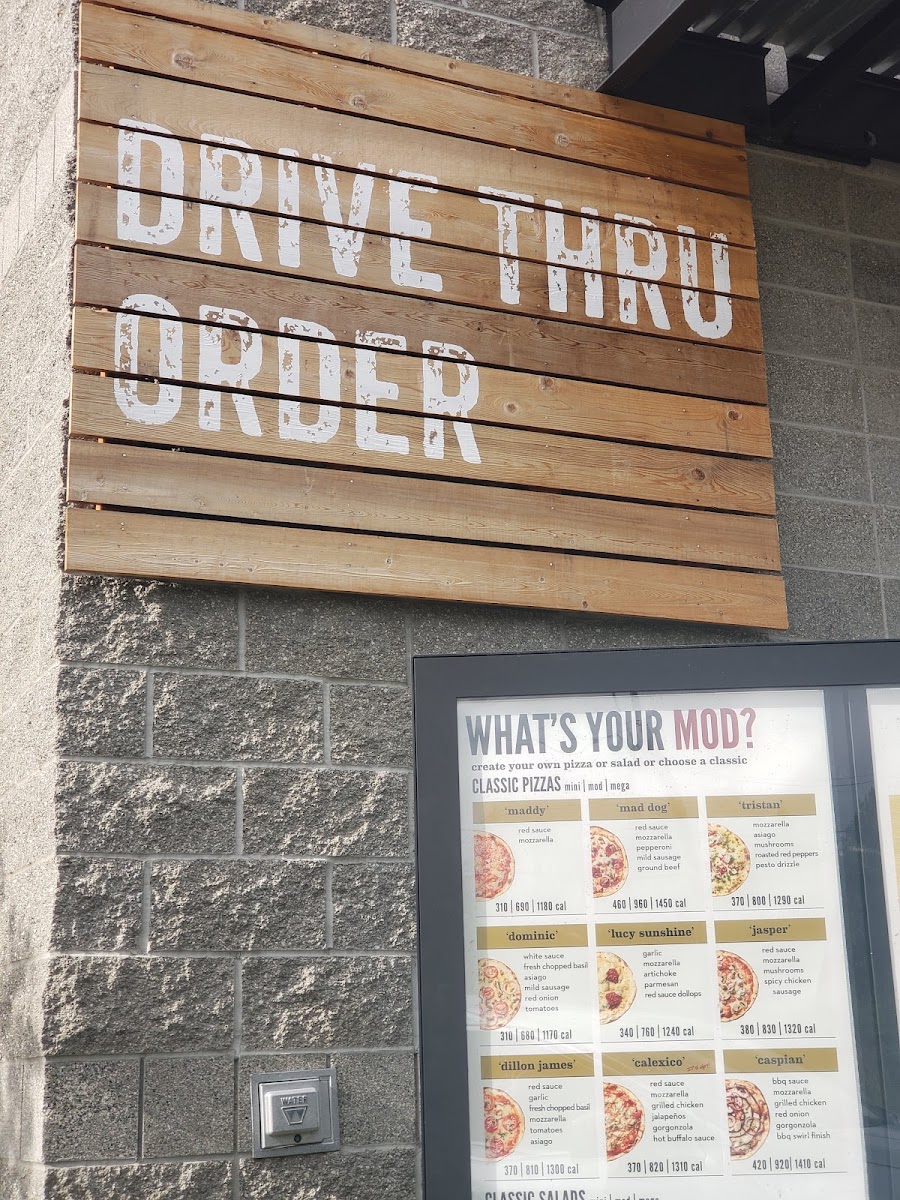 DRIVE THRU
ORDER
WHAT'S YOUR MOD?
create your own pizza or salad or choose a classic
CLASSIC PIZZAS mini | mod | mega
'maddy'
red sauce
mozzarella
310 | 690 | 1180 cal
'mad dog'
red sauce
mozzarella
pepperoni
mild sausage
ground beef
460 | 960 | 1450 cal
'tristan'
mozzarella
asiago
mushrooms
roasted red peppers
pesto drizzle
370 | 800 | 1290 cal
'dominic'
white sauce
fresh chopped basil
asiago
mild sausage
red onion
tomatoes
310 | 680 | 1170 cal
'lucy sunshine'
garlic
mozzarella
artichoke
parmesan
red sauce dollops
340 | 760 | 1240 cal
'jasper'
red sauce
mozzarella
mushrooms
spicy chicken
sausage
380 | 830 | 1320 cal
'dillon james'
red sauce
garlic
fresh chopped basil
mozzarella
tomatoes
asiago
370 | 810 | 1300 cal
'calexico'
red sauce
mozzarella
grilled chicken
jalapeños
gorgonzola
hot buffalo sauce
370 | 820 | 1310 cal
'caspian'
bbq sauce
mozzarella
grilled chicken
red onion
gorgonzola
bbq swirl finish
420 | 920 | 1410 cal
CLASSIC SALADS mini | mod | mega
WATER